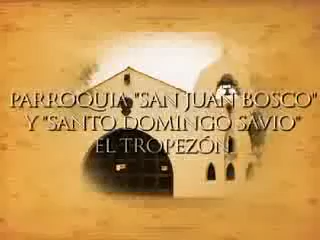 PARROQUIA "SAN JUAN BOSCO"
Y "SANTO DOMINGO SAVIO"
EL TROPEZÓN